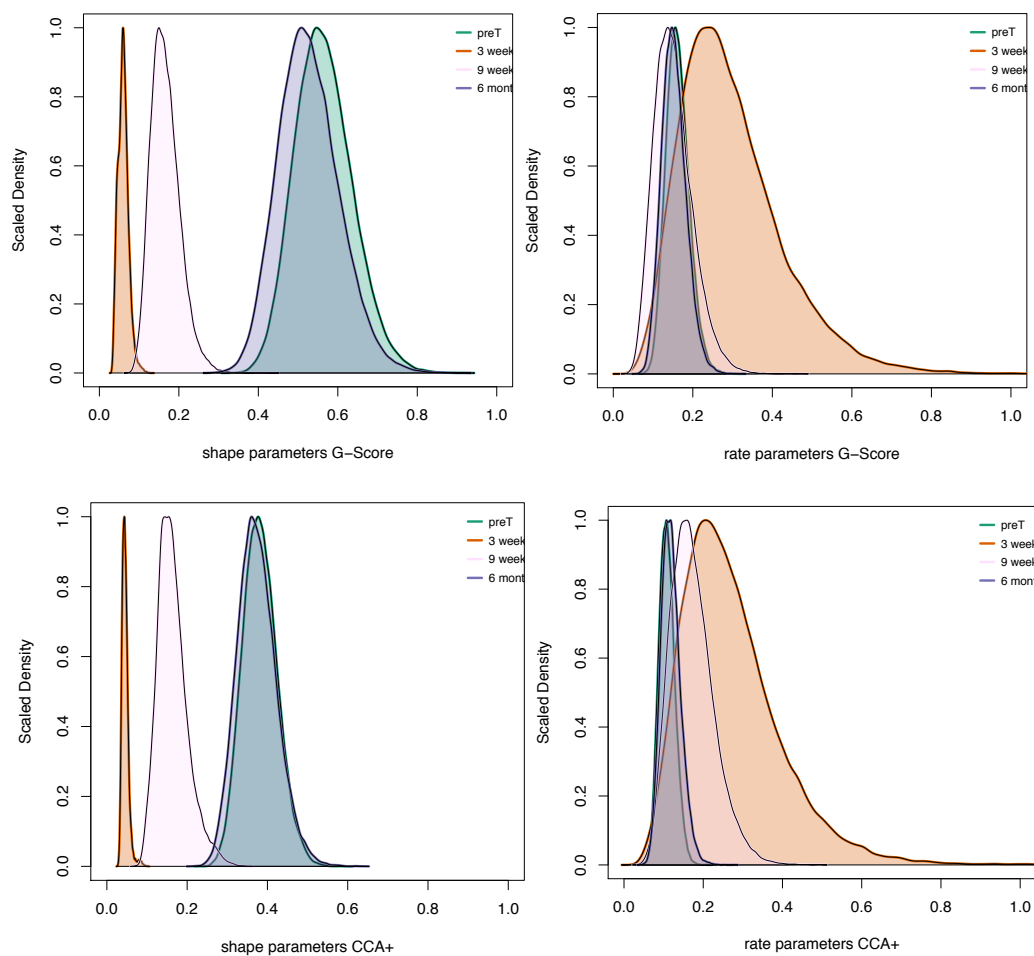 Scaled Density
0.0 0.2 0.4 0.6 0.8 1.0
preT
3 week
9 week
6 mont
0.0 0.2 0.4 0.6 0.8 1.0
shape parameters G−Score
Scaled Density
0.0 0.2 0.4 0.6 0.8 1.0
preT
3 week
9 week
6 mont
0.0 0.2 0.4 0.6 0.8 1.0
rate parameters G−Score
Scaled Density
0.0 0.2 0.4 0.6 0.8 1.0
preT
3 week
9 week
6 mont
0.0 0.2 0.4 0.6 0.8 1.0
shape parameters CCA+
Scaled Density
0.0 0.2 0.4 0.6 0.8 1.0
preT
3 week
9 week
6 mont
0.0 0.2 0.4 0.6 0.8 1.0
rate parameters CCA+